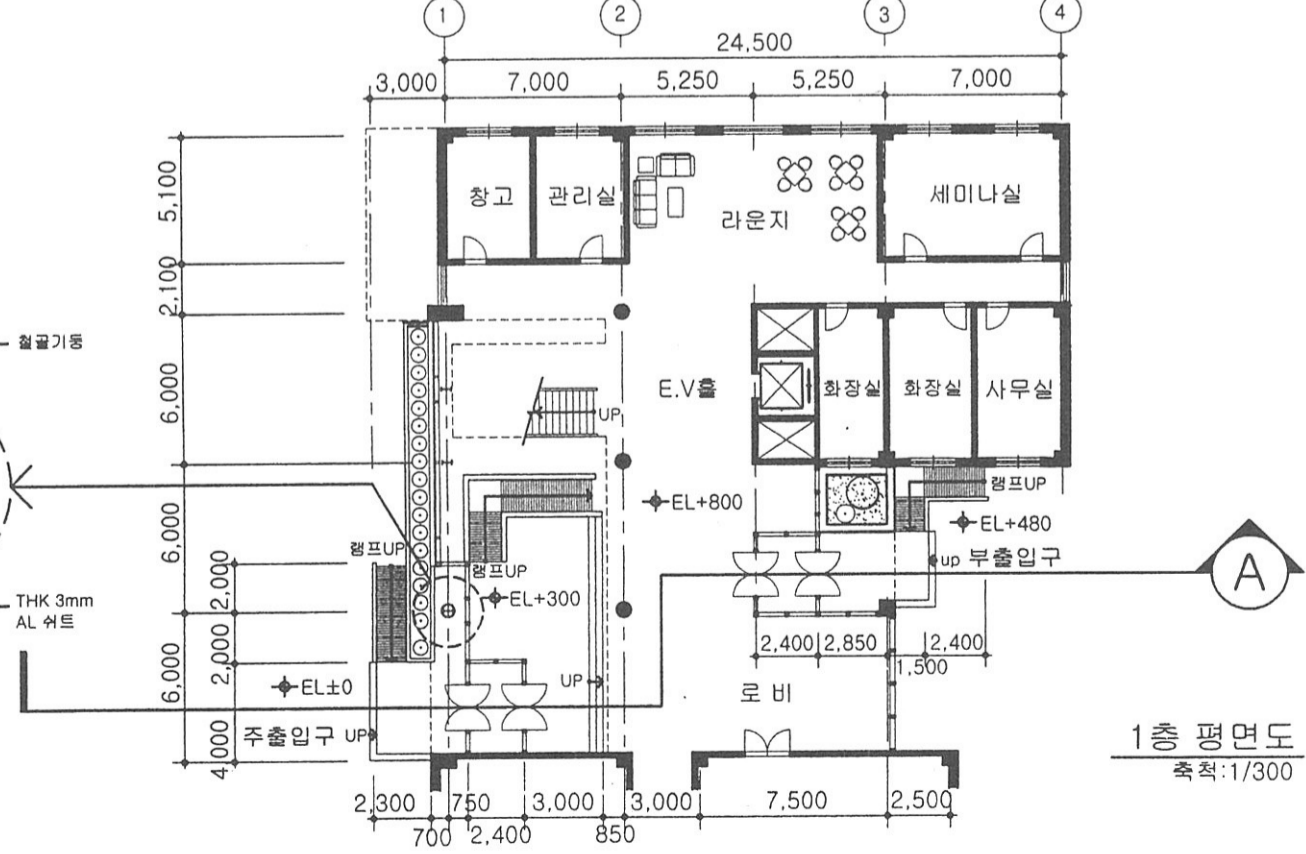 1 2 3 4
24,500
3,000 7,000 5,250 5,250 7,000
5,100
2,100
6,000
6,000
6,000
2,000
2,000
4,000
창고
관리실
라운지
세미나실
철골기둥
E.V홀
화장실
화장실
사무실
UP
램프UP
EL+800
EL+480
램프UP
램프UP
EL+300
up 부출입구
A
THK 3mm
AL 쉬트
2,400 2,850 2,400
1,500
EL±0
UP
로비
주출입구 UP
1층 평면도
축척:1/300
2,300 750 3,000 3,000 7,500 2,500
700 2,400 850